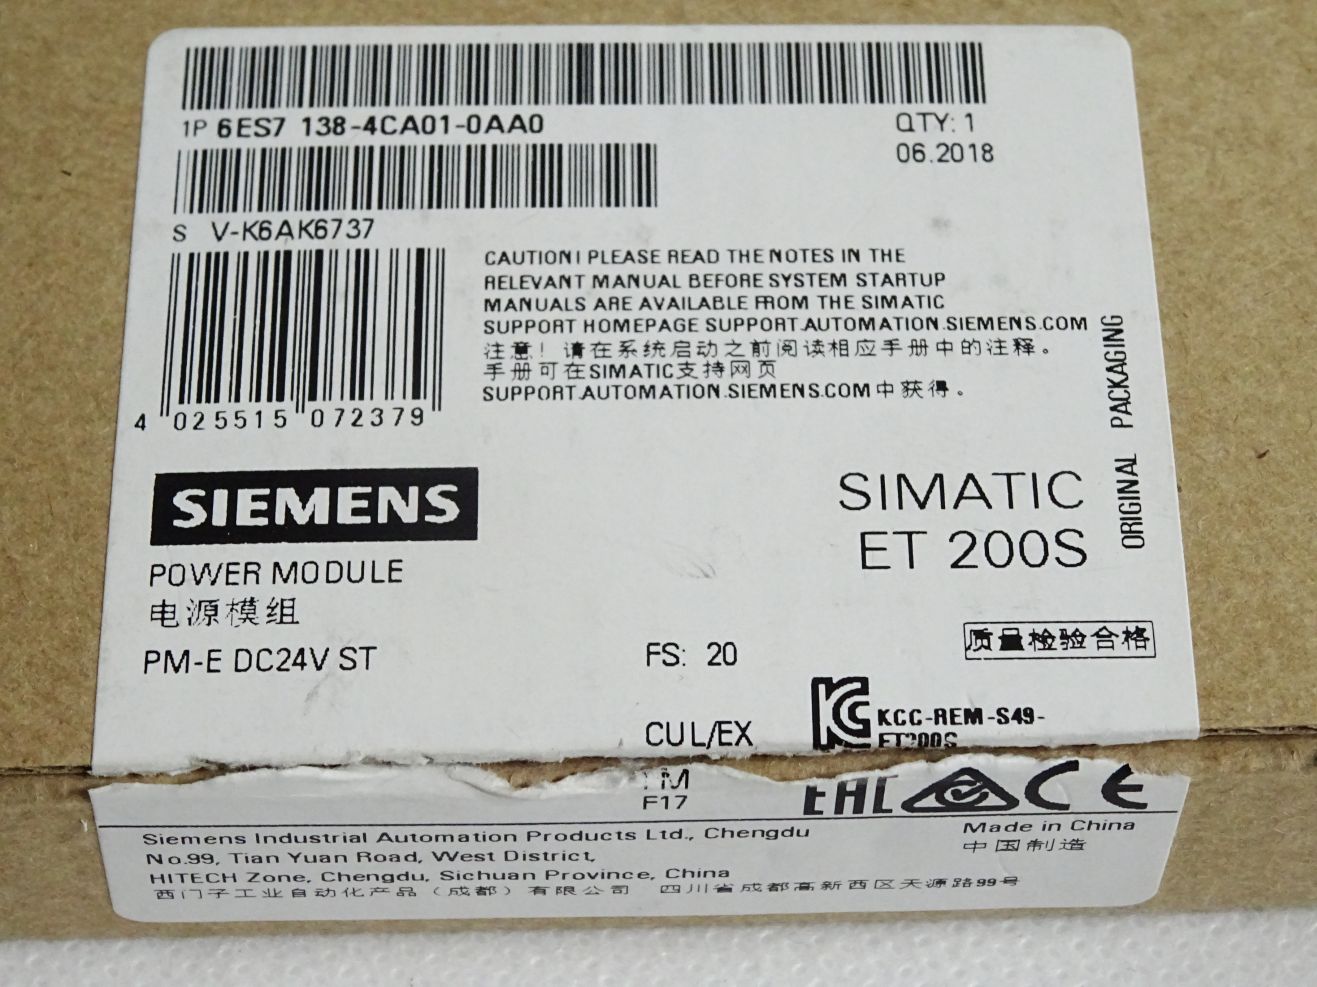 1P 6ES7 138-4CA01-0AA0
QTY: 1
06.2018
S V-K6AK6737
CAUTION! PLEASE READ THE NOTES IN THE
RELEVANT MANUAL BEFORE SYSTEM STARTUP
MANUALS ARE AVAILABLE FROM THE SIMATIC
SUPPORT HOMEPAGE SUPPORT.AUTOMATION.SIEMENS.COM
注意！请在系统启动之前阅读相应手册中的注释。
手册可在SIMATIC支持网页
SUPPORT.AUTOMATION.SIEMENS.COM中获得。
4 025515 072379
ORIGINAL PACKAGING
SIEMENS
SIMATIC
ET 200S
POWER MODULE
电源模组
PM-E DC24V ST
FS: 20
质量检验合格
CUL/EX
KCC-REM-S49-
ET200S
F17
EAC
CE
Siemens Industrial Automation Products Ltd., Chengdu
No.99, Tian Yuan Road, West District,
HITECH Zone, Chengdu, Sichuan Province, China
西门子工业自动化产品（成都）有限公司 四川省成都高新西区天源路99号
Made in China
中国制造